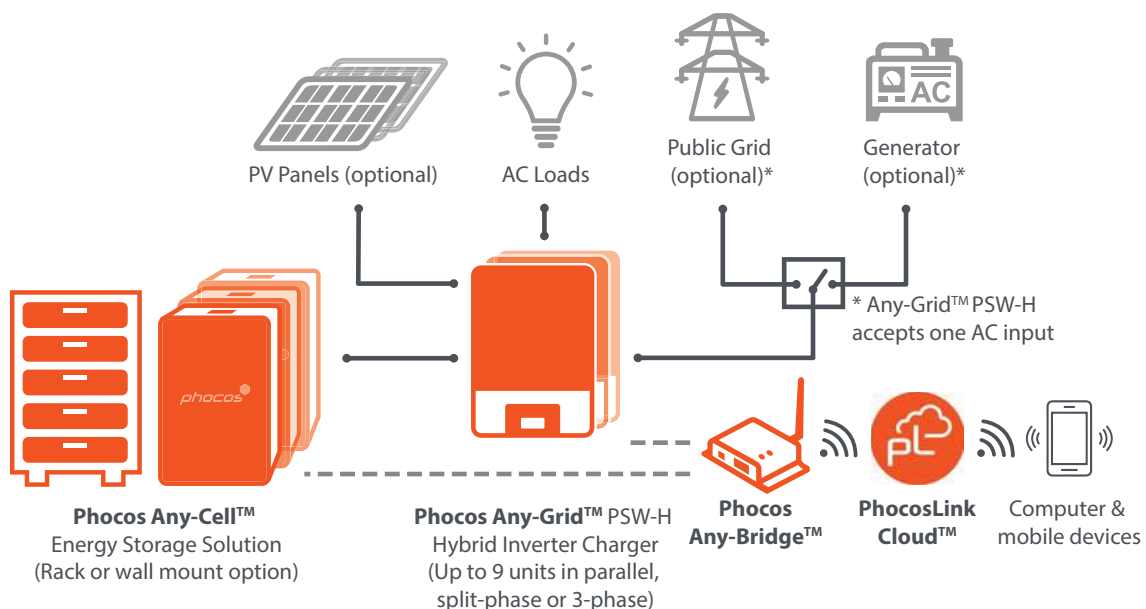 AC
PV Panels (optional)
AC Loads
Public Grid
(optional)*
Generator
(optional)*
* Any-Grid™ PSW-H
accepts one AC input
phocos
pL
Phocos Any-Cell™
Energy Storage Solution
(Rack or wall mount option)
Phocos Any-Grid™ PSW-H
Hybrid Inverter Charger
(Up to 9 units in parallel,
split-phase or 3-phase)
Phocos
Any-Bridge™
PhocosLink
Cloud™
Computer &
mobile devices